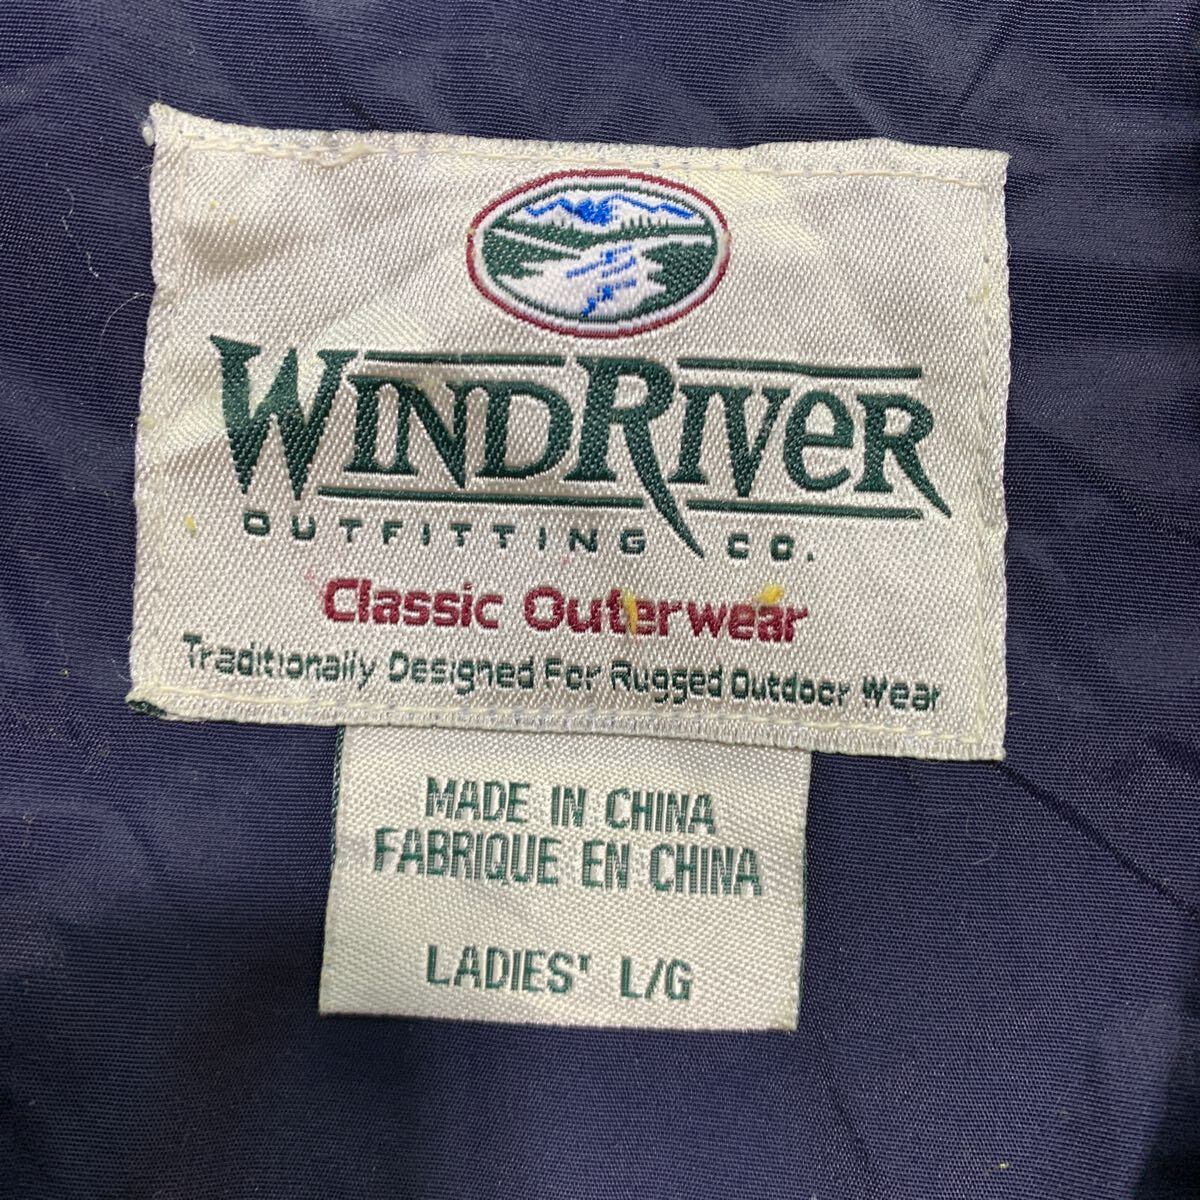 WINDRIVER
OUTFITTING CO.
Classic Outerwear
Traditionally Designed For Rugged Outdoor Wear
MADE IN CHINA
FABRIQUE EN CHINA
LADIES' L/G